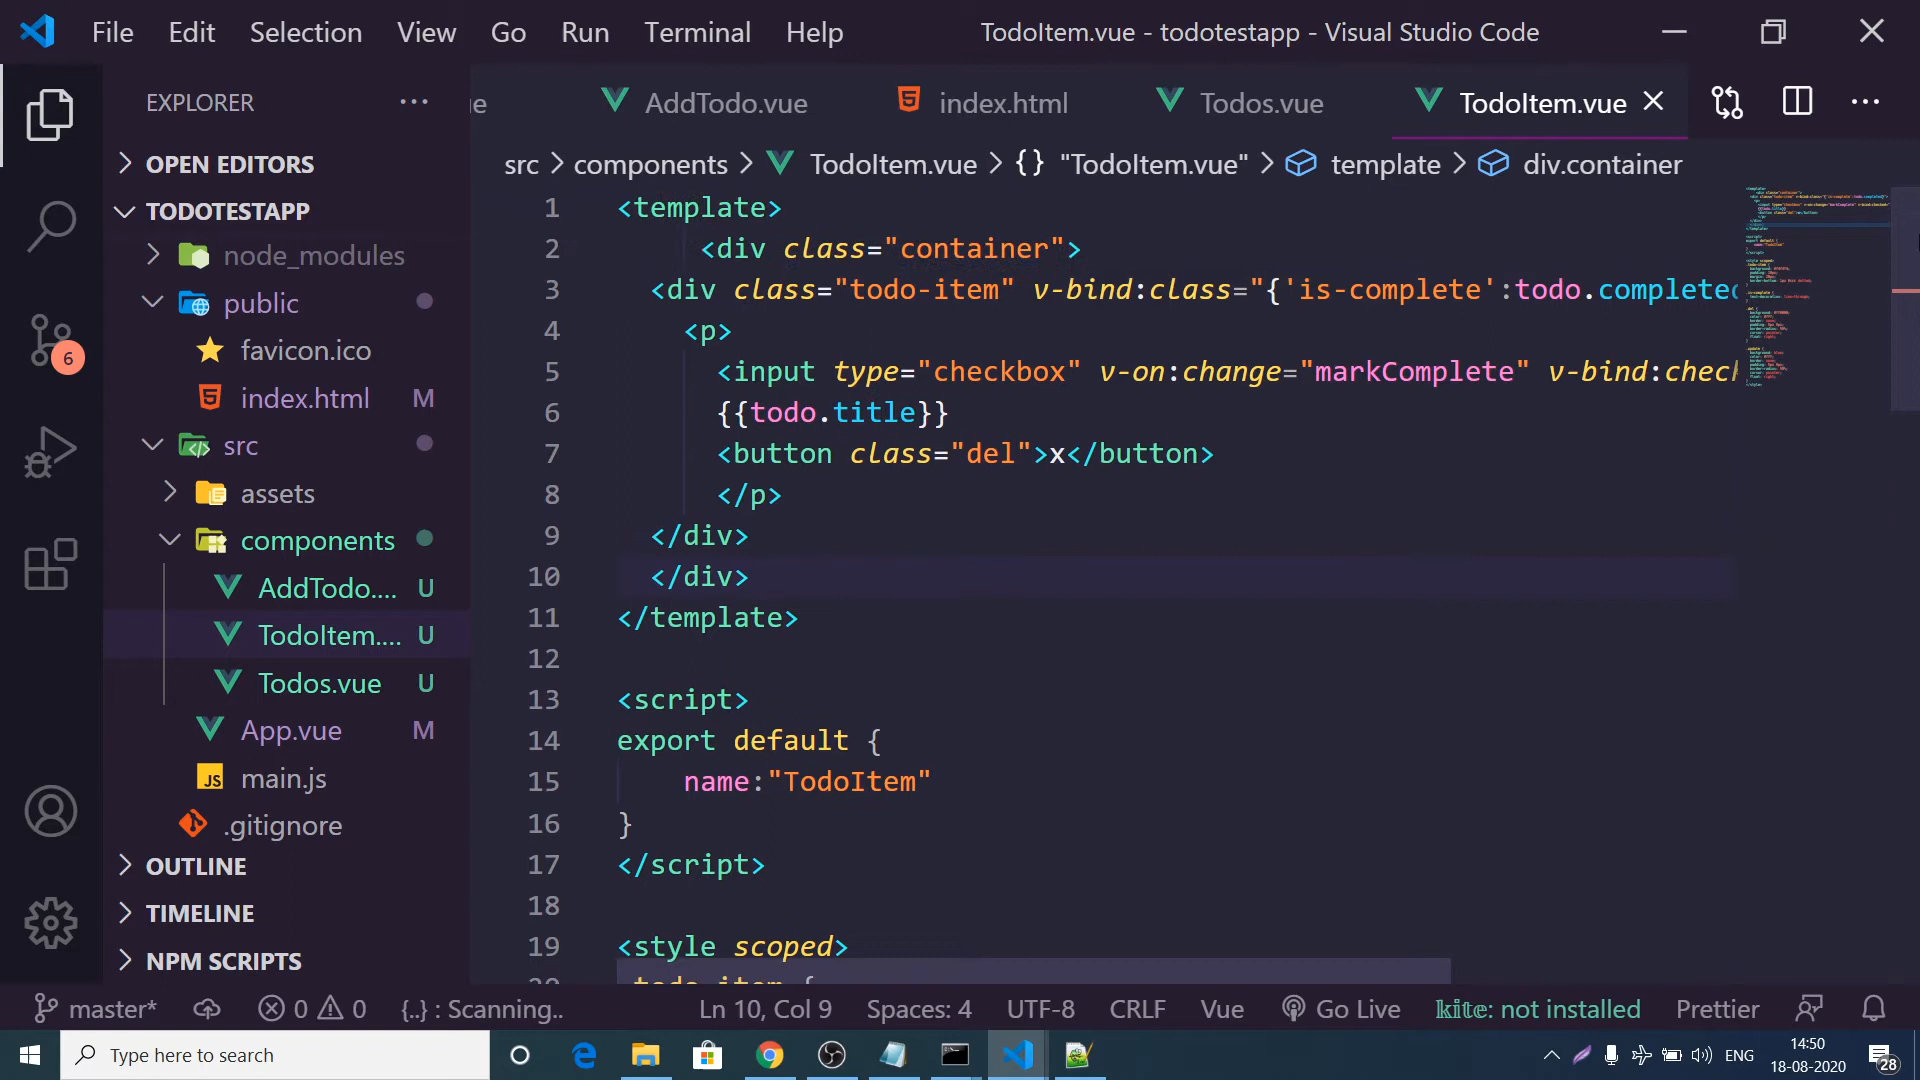 File Edit Selection View Go Run Terminal Help TodoItem.vue - todotestapp - Visual Studio Code
EXPLORER ···
ue AddTodo.vue index.html Todos.vue TodoItem.vue
OPEN EDITORS
TODOTESTAPP
node_modules
public
favicon.ico
index.html M
src
assets
components
AddTodo.... U
TodoItem.... U
Todos.vue U
App.vue M
JS main.js
.gitignore
OUTLINE
TIMELINE
NPM SCRIPTS
6
src > components > TodoItem.vue > {} "TodoItem.vue" > template > div.container
1 <template>
2 <div class="container">
3 <div class="todo-item" v-bind:class="{'is-complete':todo.completed
4 <p>
5 <input type="checkbox" v-on:change="markComplete" v-bind:check
6 {{todo.title}}
7 <button class="del">x</button>
8 </p>
9 </div>
10 </div>
11 </template>
12
13 <script>
14 export default {
15 name:"TodoItem"
16 }
17 </script>
18
19 <style scoped>
20 .todo-item {
master* 0 0 {..} : Scanning.. Ln 10, Col 9 Spaces: 4 UTF-8 CRLF Vue Go Live kite: not installed Prettier
Type here to search
ENG 14:50
18-08-2020
28